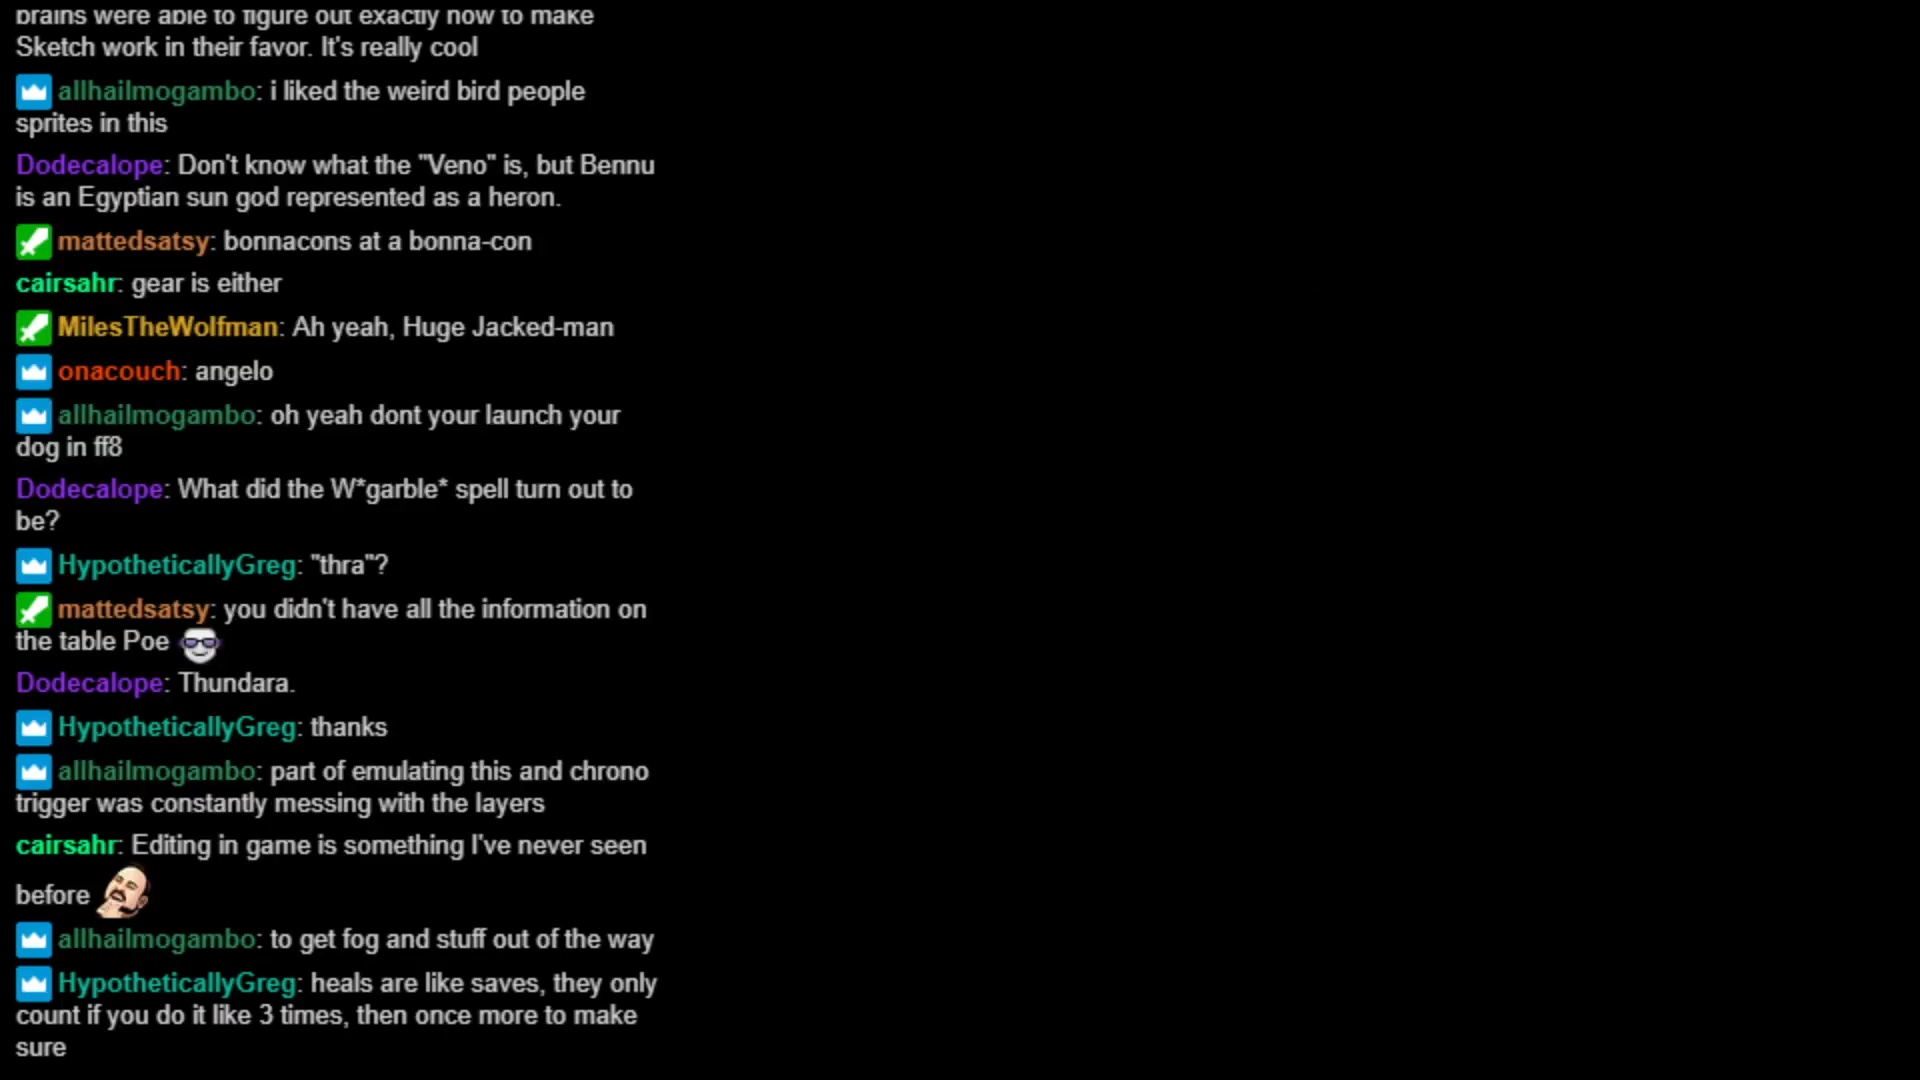 brains were able to figure out exactly how to make
Sketch work in their favor. It's really cool
allhailmogambo: i liked the weird bird people
sprites in this
Dodecalope: Don't know what the "Veno" is, but Bennu
is an Egyptian sun god represented as a heron.
mattedsatsy: bonnacons at a bonna-con
cairsahr: gear is either
MilesTheWolfman: Ah yeah, Huge Jacked-man
onacouch: angelo
allhailmogambo: oh yeah dont your launch your
dog in ff8
Dodecalope: What did the W*garble* spell turn out to
be?
HypotheticallyGreg: "thra"?
mattedsatsy: you didn't have all the information on
the table Poe
Dodecalope: Thundara.
HypotheticallyGreg: thanks
allhailmogambo: part of emulating this and chrono
trigger was constantly messing with the layers
cairsahr: Editing in game is something I've never seen
before
allhailmogambo: to get fog and stuff out of the way
HypotheticallyGreg: heals are like saves, they only
count if you do it like 3 times, then once more to make
sure